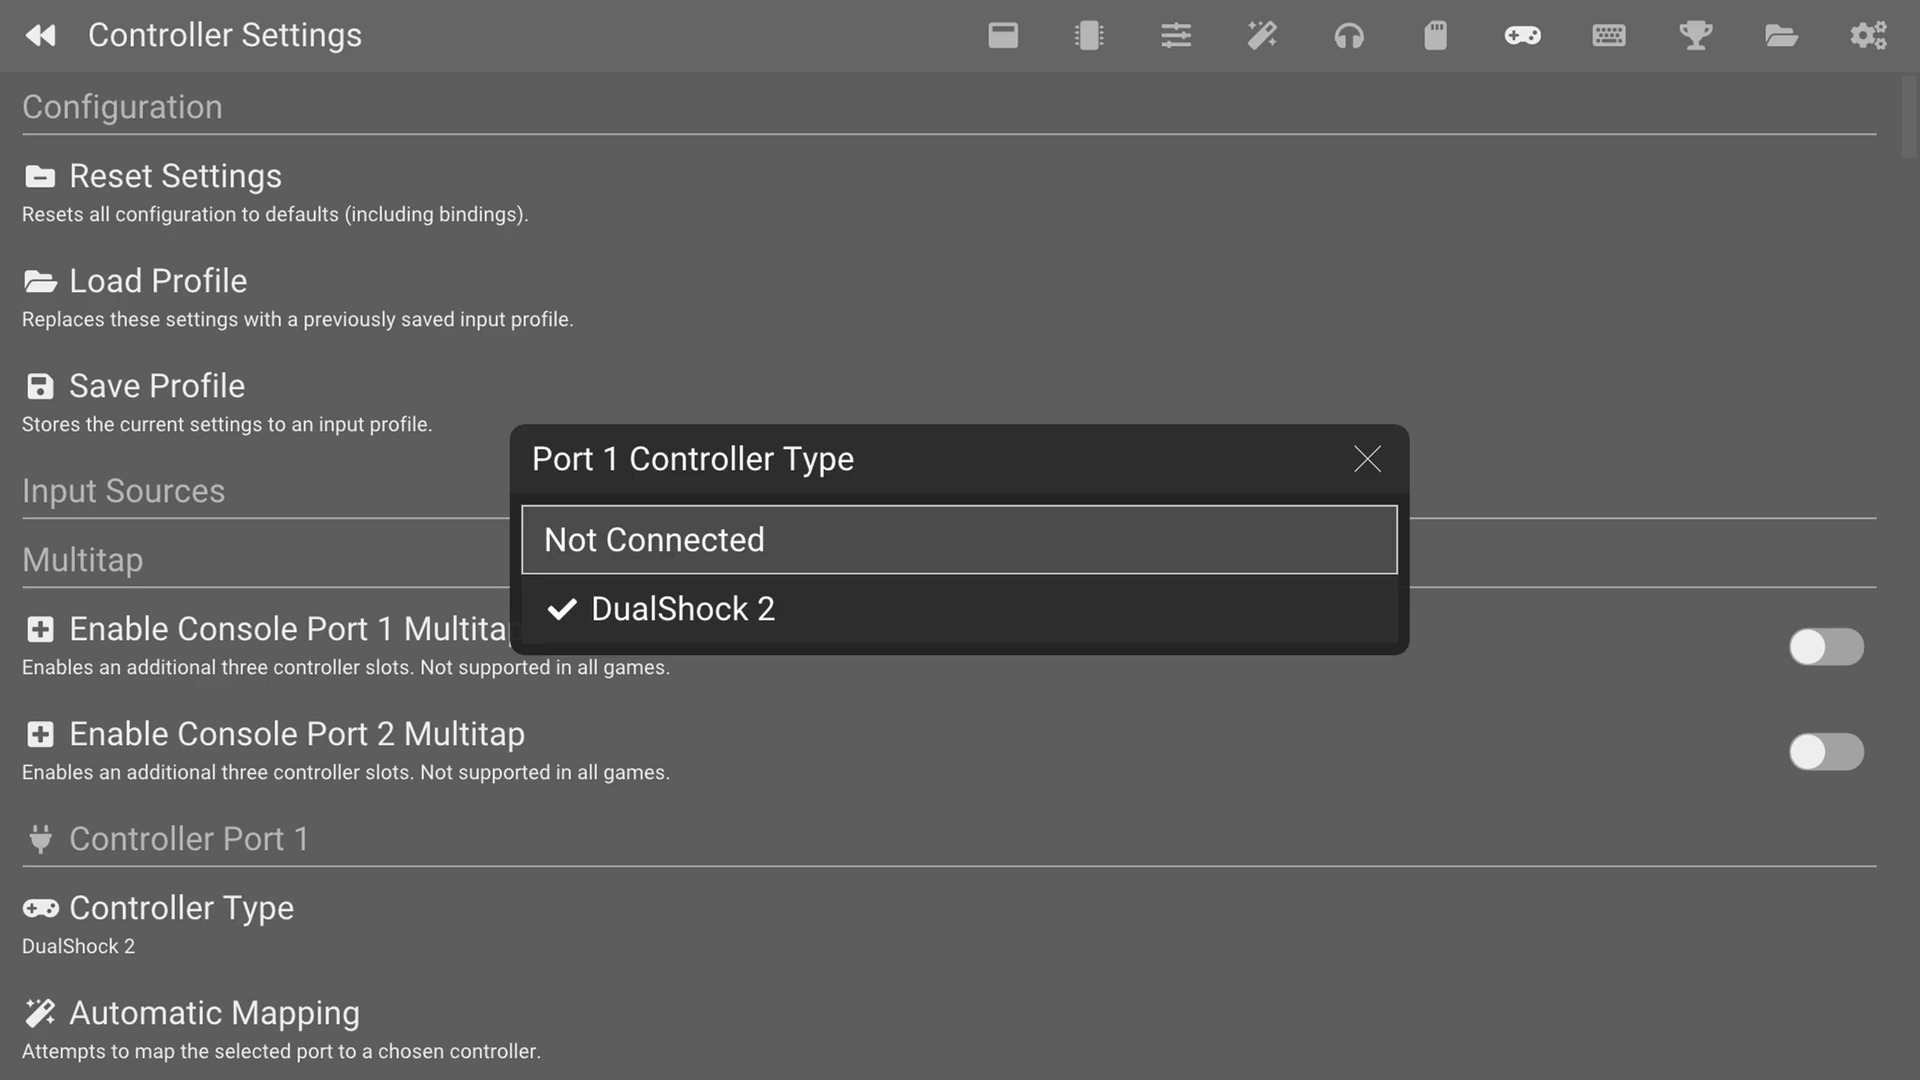 Controller Settings
Configuration
Reset Settings
Resets all configuration to defaults (including bindings).
Load Profile
Replaces these settings with a previously saved input profile.
Save Profile
Stores the current settings to an input profile.
Port 1 Controller Type
Input Sources
Not Connected
Multitap
DualShock 2
Enable Console Port 1 Multitap
Enables an additional three controller slots. Not supported in all games.
Enable Console Port 2 Multitap
Enables an additional three controller slots. Not supported in all games.
Controller Port 1
Controller Type
DualShock 2
Automatic Mapping
Attempts to map the selected port to a chosen controller.